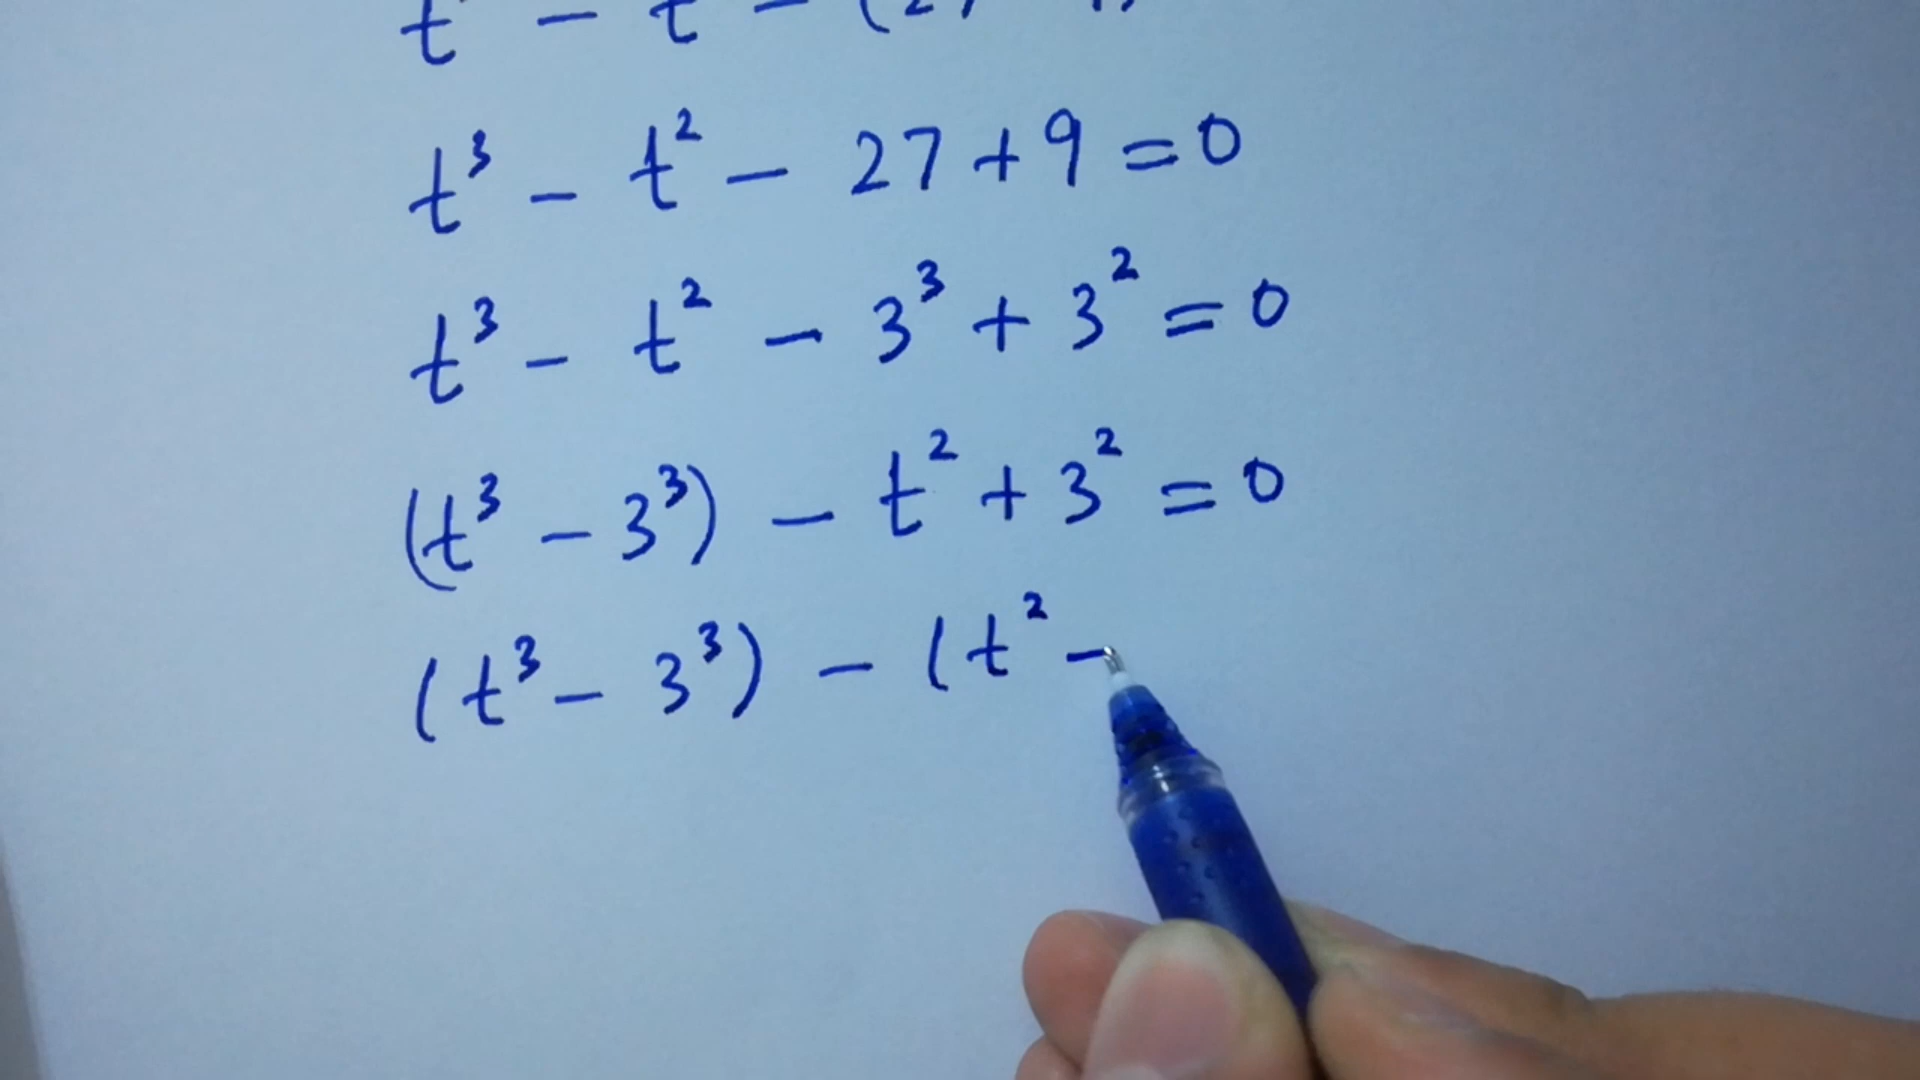 t³ - t² - 27 + 9 = 0
t³ - t² - 3³ + 3² = 0
(t³ - 3³) - t² + 3² = 0
(t³ - 3³) - (t² -